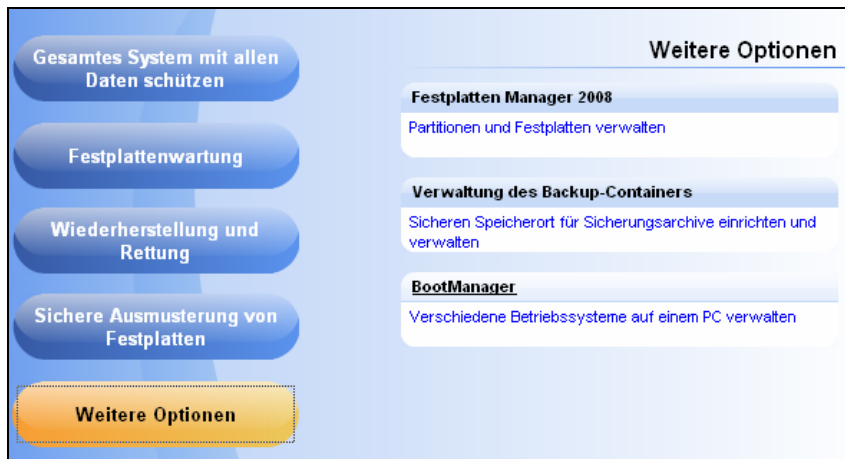 Gesamtes System mit allen
Daten schützen
Festplattenwartung
Wiederherstellung und
Rettung
Sichere Ausmusterung von
Festplatten
Weitere Optionen
Weitere Optionen
Festplatten Manager 2008
Partitionen und Festplatten verwalten
Verwaltung des Backup-Containers
Sicheren Speicherort für Sicherungsarchive einrichten und
verwalten
BootManager
Verschiedene Betriebssysteme auf einem PC verwalten